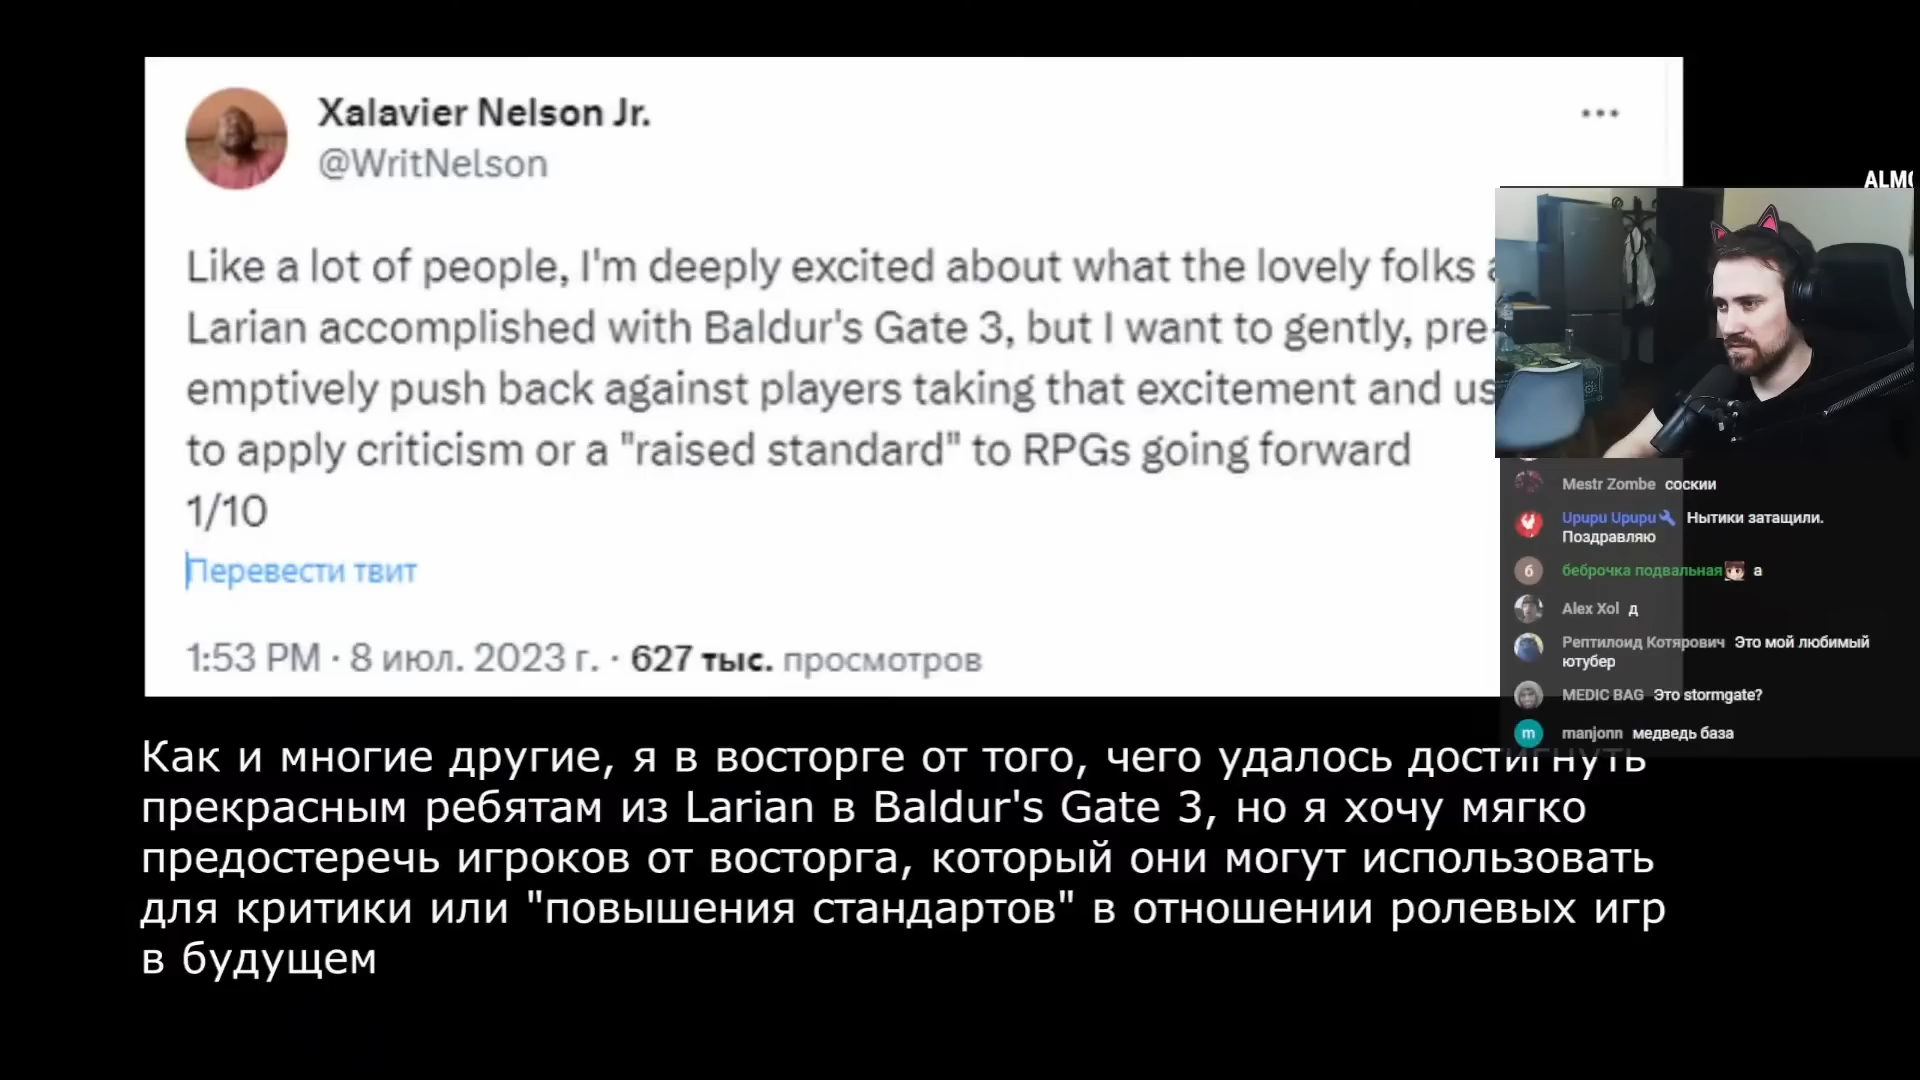 Xalavier Nelson Jr.
@WritNelson
Like a lot of people, I'm deeply excited about what the lovely folks
Larian accomplished with Baldur's Gate 3, but I want to gently, pre-
emptively push back against players taking that excitement and us
to apply criticism or a "raised standard" to RPGs going forward
1/10
Перевести твит
1:53 PM · 8 июл. 2023 г. · 627 тыс. просмотров
ALMO
Mestr Zombe соскии
Upupu Upupu Нытики затащили.
Поздравляю
б беброчка подвальная а
Alex Xol д
Рептилоид Котярович Это мой любимый
ютубер
MEDIC BAG Это stormgate?
m manjonn медведь база
Как и многие другие, я в восторге от того, чего удалось достигнуть
прекрасным ребятам из Larian в Baldur's Gate 3, но я хочу мягко
предостеречь игроков от восторга, который они могут использовать
для критики или "повышения стандартов" в отношении ролевых игр
в будущем